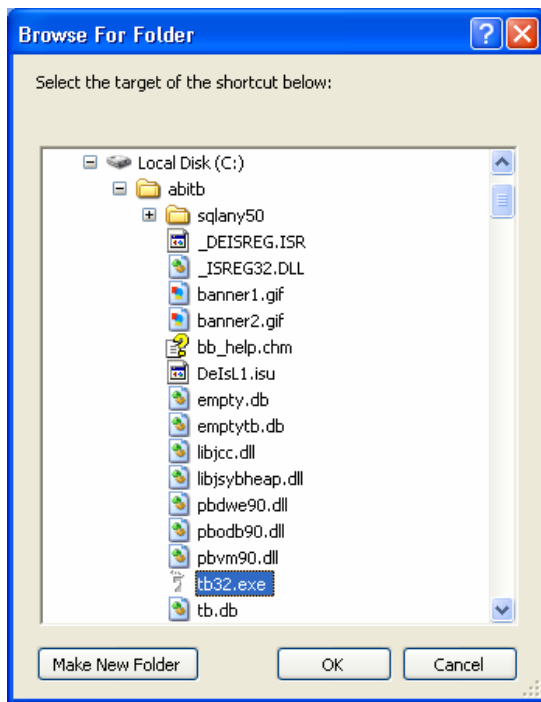 Browse For Folder
Select the target of the shortcut below:
Local Disk (C:)
abitb
sqlany50
_DEISREG.ISR
_ISREG32.DLL
banner1.gif
banner2.gif
bb_help.chm
DeIsL1.isu
empty.db
emptytb.db
libjcc.dll
libjsybheap.dll
pbdwe90.dll
pbodb90.dll
pbvm90.dll
tb32.exe
tb.db
Make New Folder
OK
Cancel